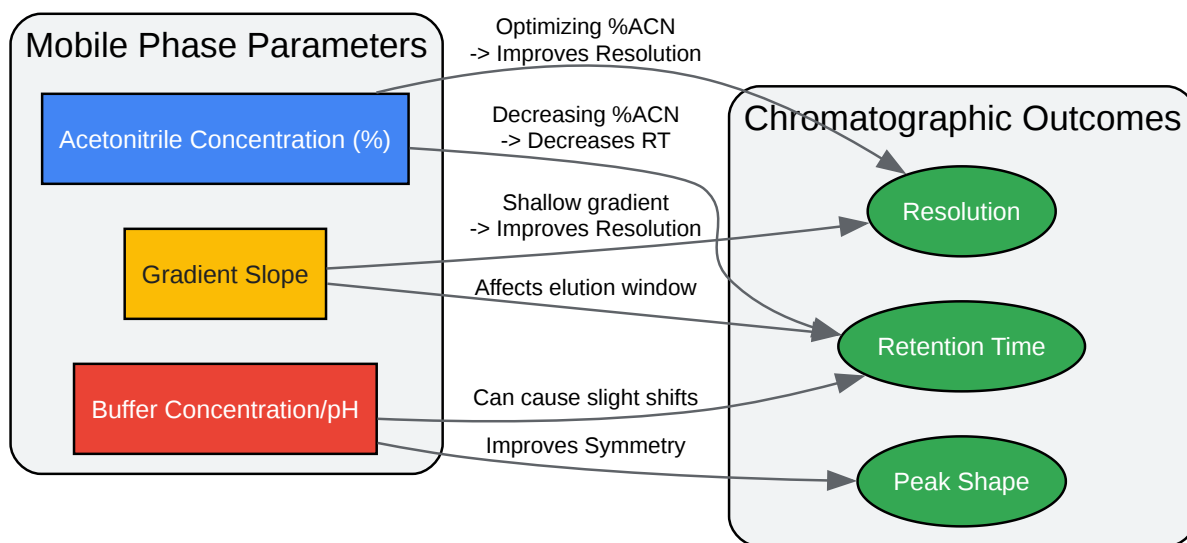 Mobile Phase Parameters
Acetonitrile Concentration (%)
Gradient Slope
Buffer Concentration/pH
Optimizing %ACN
-> Improves Resolution
Decreasing %ACN
-> Decreases RT
Shallow gradient
-> Improves Resolution
Affects elution window
Can cause slight shifts
Improves Symmetry
Chromatographic Outcomes
Resolution
Retention Time
Peak Shape